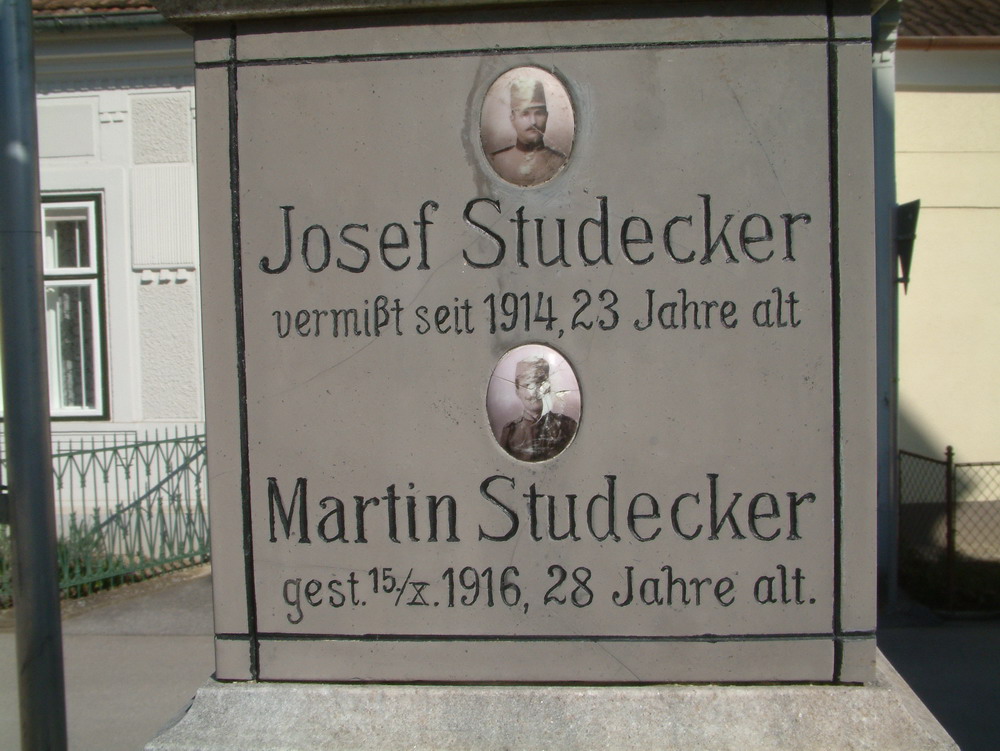 Josef Studecker
vermißt seit 1914, 23 Jahre alt
Martin Studecker
gest. 15./X. 1916, 28 Jahre alt.